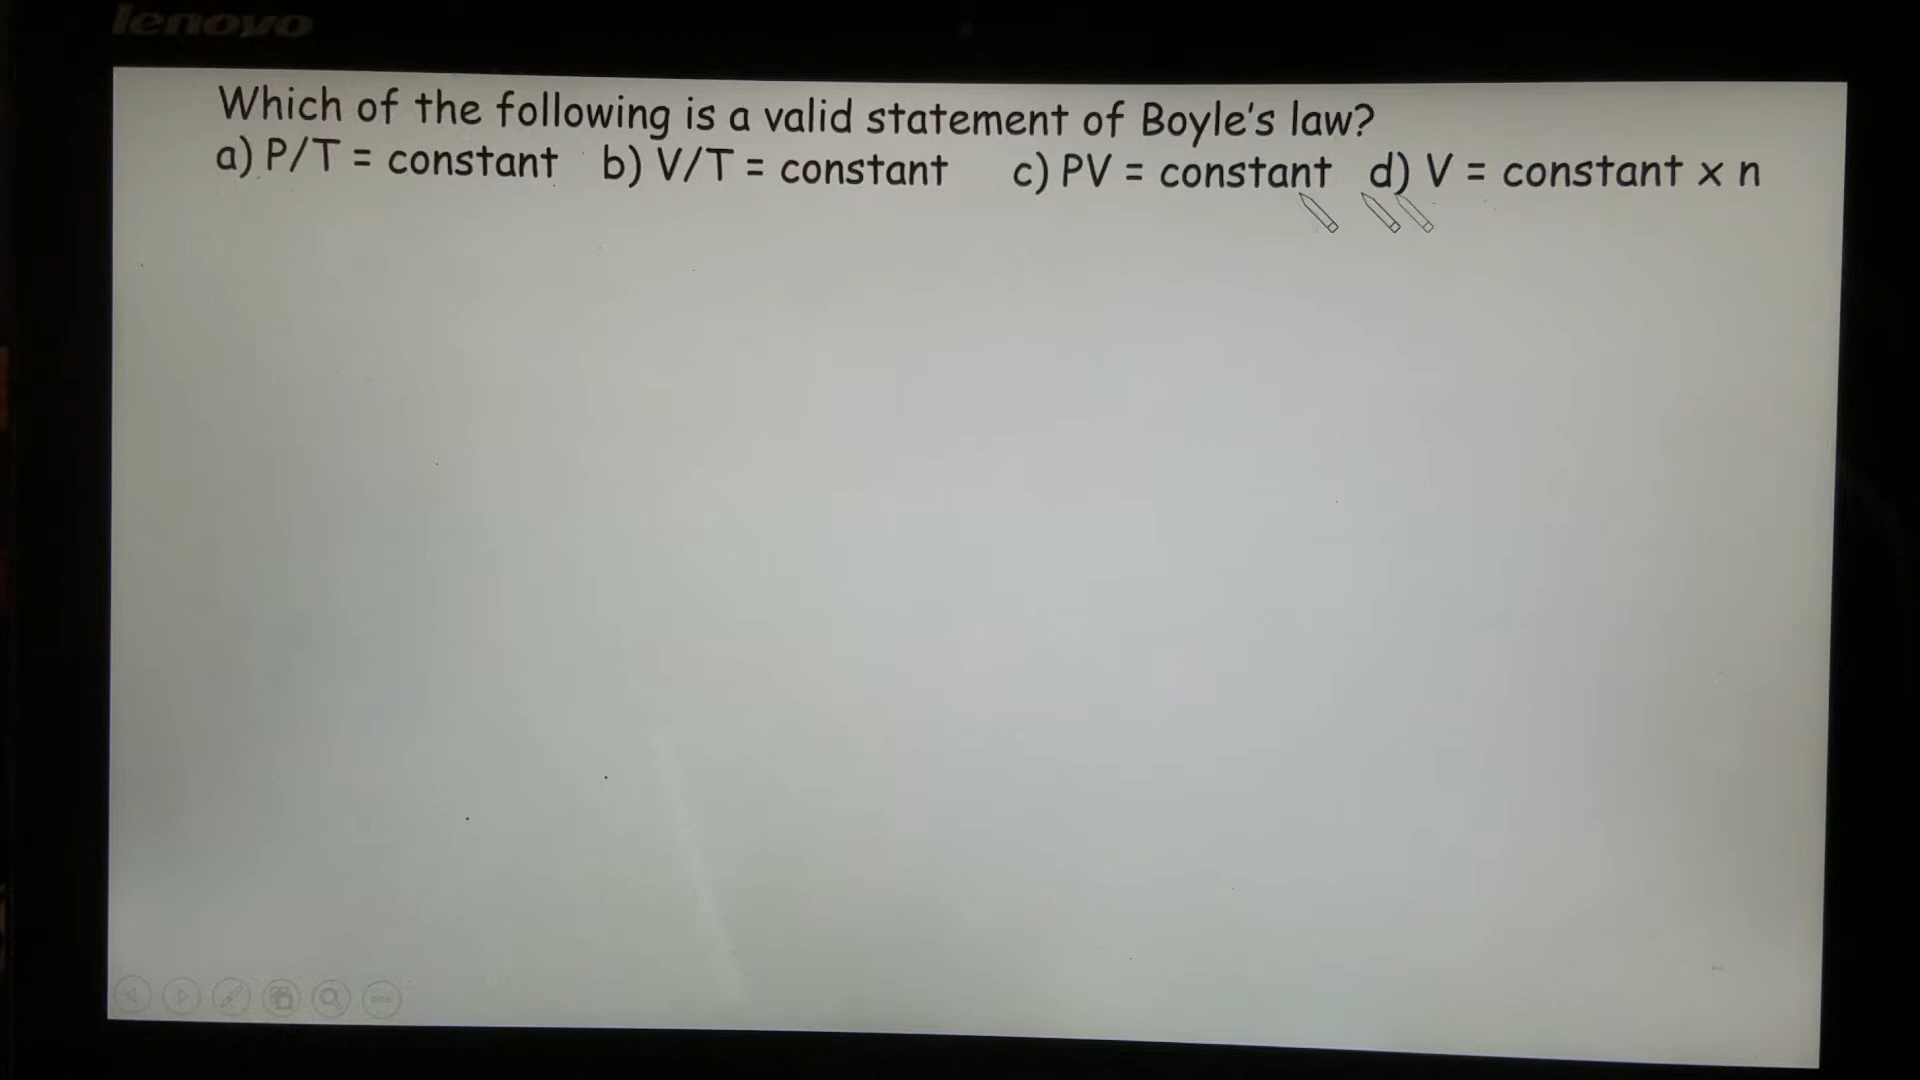 lenovo
Which of the following is a valid statement of Boyle's law?
a) P/T = constant b) V/T = constant c) PV = constant d) V = constant x n